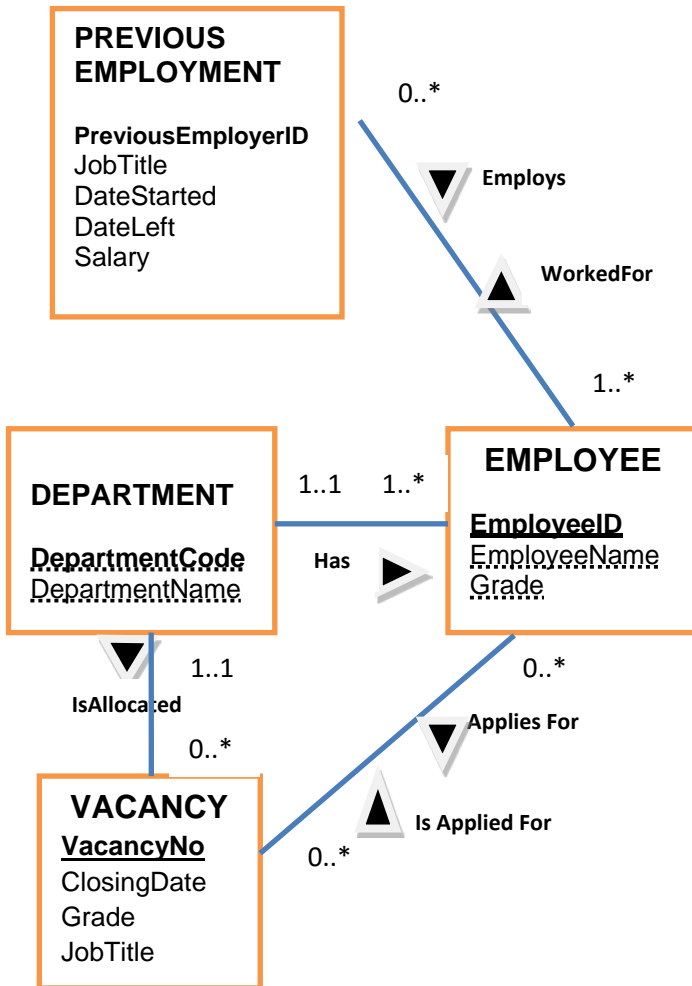 PREVIOUS
EMPLOYMENT
PreviousEmployerID
JobTitle
DateStarted
DateLeft
Salary
0..*
Employs
WorkedFor
1..*
DEPARTMENT
DepartmentCode
DepartmentName
1..1 1..*
Has
EMPLOYEE
EmployeeID
EmployeeName
Grade
1..1
IsAllocated
0..*
0..*
Applies For
Is Applied For
0..*
VACANCY
VacancyNo
ClosingDate
Grade
JobTitle